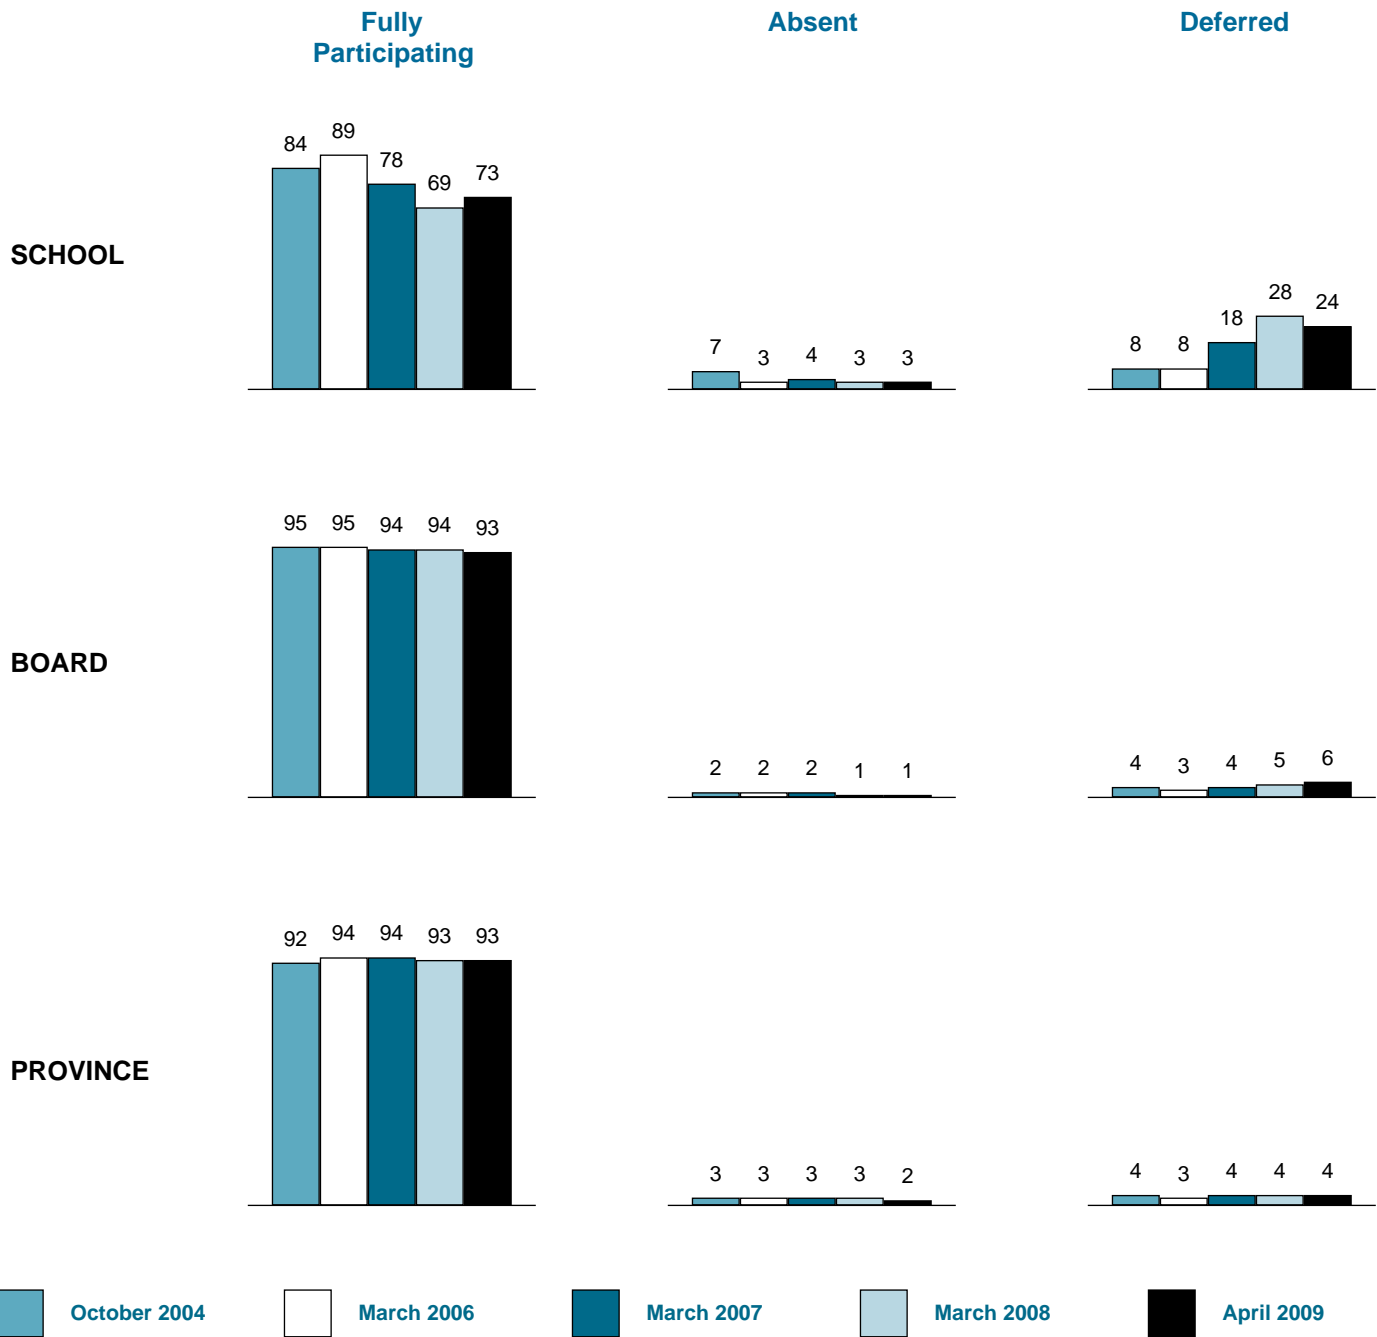 Fully
Participating
Absent
Deferred
SCHOOL
84 89 78 69 73
7 3 4 3 3
8 8 18 28 24
BOARD
95 95 94 94 93
2 2 2 1 1
4 3 4 5 6
PROVINCE
92 94 94 93 93
3 3 3 3 2
4 3 4 4 4
October 2004 March 2006 March 2007 March 2008 April 2009